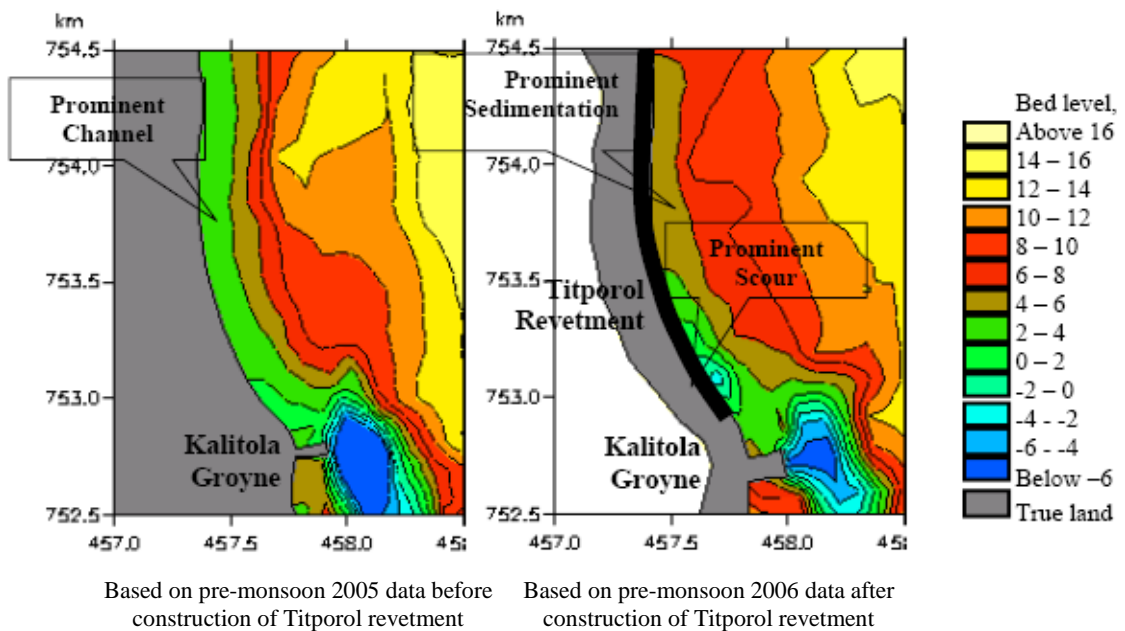 km
754.5
Prominent
Channel
754.0
753.5
753.0
Kalitola
Groyne
752.5
457.0
457.5
458.0
km
754.5
Prominent
Sedimentation
754.0
Prominent
Scour
753.5
Titporol
Revetment
753.0
Kalitola
Groyne
752.5
457.0
457.5
458.0
Bed level,
Above 16
14 – 16
12 – 14
10 – 12
8 – 10
6 – 8
4 – 6
2 – 4
0 – 2
-2 – 0
-4 - -2
-6 - -4
Below –6
True land
Based on pre-monsoon 2005 data before
construction of Titporol revetment
Based on pre-monsoon 2006 data after
construction of Titporol revetment